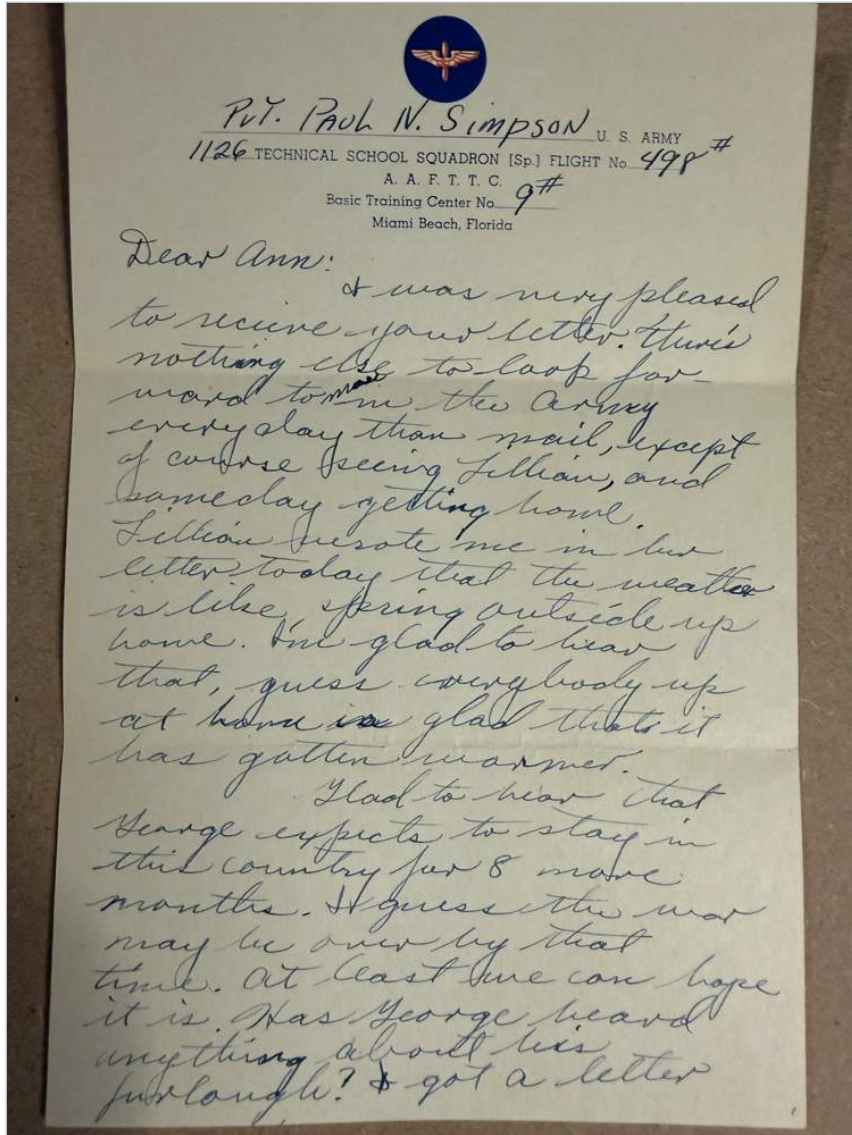 Pvt. Paul N. Simpson U. S. ARMY
1126 TECHNICAL SCHOOL SQUADRON (Sp.) FLIGHT No 498#
A. A. F. T. T. C.
Basic Training Center No 9#
Miami Beach, Florida
Dear Ann:
I was very pleased
to recieve your letter. There's
nothing else to look for-
ward to more in the Army
every day than mail, except
of course seeing Lillian, and
someday getting home.
Lillian wrote me in her
letter today that the weather
is like spring outside up
home. I'm glad to hear
that, guess everybody up
at home is glad that it
has gotten warmer.
Glad to hear that
George expects to stay in
this country for 8 more
months. I guess the war
may be over by that
time. At least we can hope
it is. Has George heard
anything about his
furlough? I got a letter